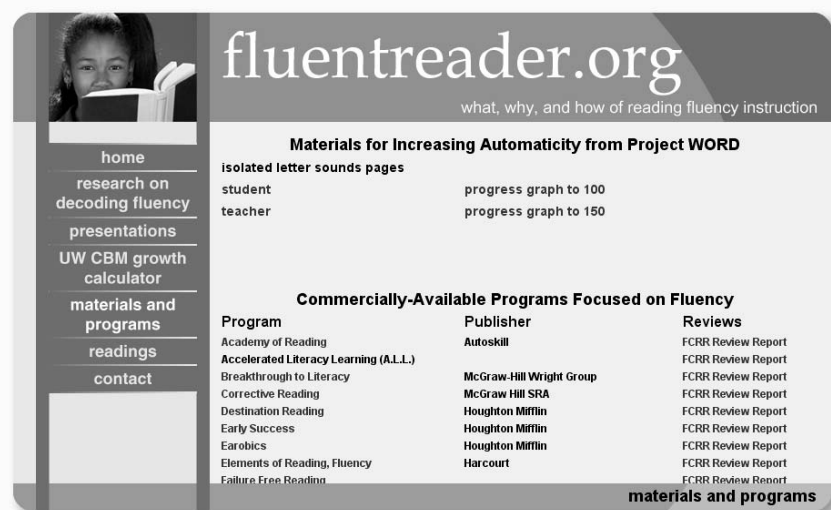 fluentreader.org
what, why, and how of reading fluency instruction
home
research on
decoding fluency
presentations
UW CBM growth
calculator
materials and
programs
readings
contact
Materials for Increasing Automaticity from Project WORD
isolated letter sounds pages
student progress graph to 100
teacher progress graph to 150
Commercially-Available Programs Focused on Fluency
Program Publisher Reviews
Academy of Reading Autoskill FCRR Review Report
Accelerated Literacy Learning (A.L.L.) FCRR Review Report
Breakthrough to Literacy McGraw-Hill Wright Group FCRR Review Report
Corrective Reading McGraw Hill SRA FCRR Review Report
Destination Reading Houghton Mifflin FCRR Review Report
Early Success Houghton Mifflin FCRR Review Report
Earobics Houghton Mifflin FCRR Review Report
Elements of Reading, Fluency Harcourt FCRR Review Report
Failure Free Reading FCRR Review Report
materials and programs